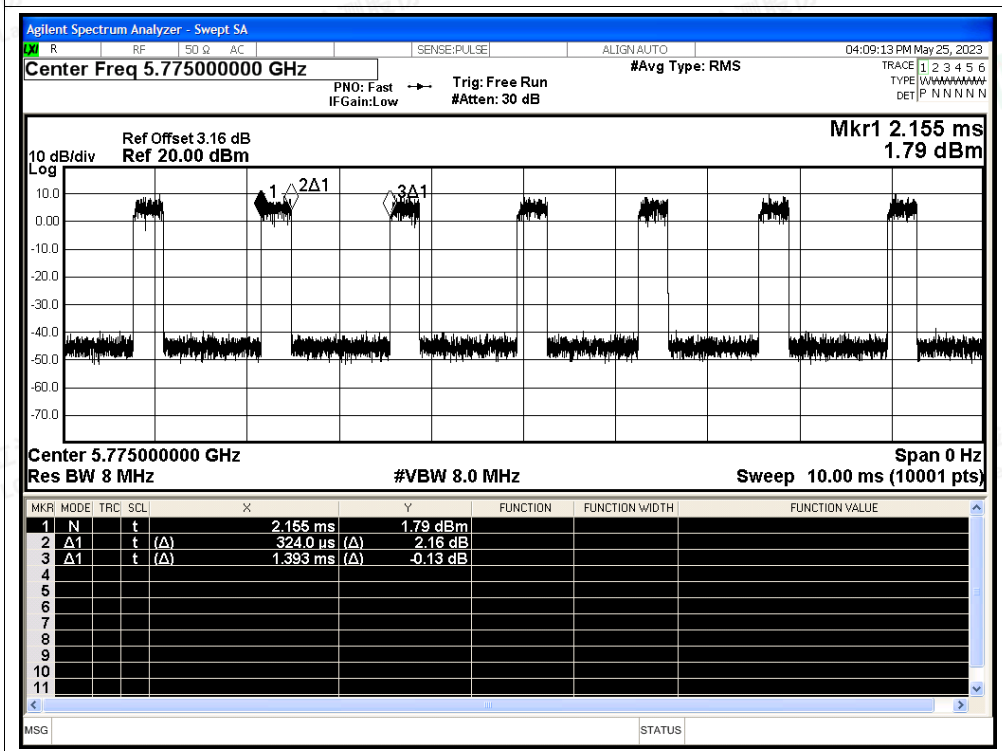 Agilent Spectrum Analyzer - Swept SA
LXI R RF 50 Ω AC SENSE:PULSE ALIGN AUTO 04:09:13 PM May 25, 2023
Center Freq 5.775000000 GHz #Avg Type: RMS TRACE 1 2 3 4 5 6
PNO: Fast Trig: Free Run TYPE WWWWWW
IFGain:Low #Atten: 30 dB DET P N N N N N
Mkr1 2.155 ms
Ref Offset 3.16 dB
10 dB/div Ref 20.00 dBm 1.79 dBm
Log
1 2Δ1 3Δ1
10.0
0.00
-10.0
-20.0
-30.0
-40.0
-50.0
-60.0
-70.0
Center 5.775000000 GHz Span 0 Hz
Res BW 8 MHz #VBW 8.0 MHz Sweep 10.00 ms (10001 pts)
MKR MODE TRC SCL X Y FUNCTION FUNCTION WIDTH FUNCTION VALUE
1 N t 2.155 ms 1.79 dBm
2 Δ1 t (Δ) 324.0 µs (Δ) 2.16 dB
3 Δ1 t (Δ) 1.393 ms (Δ) -0.13 dB
4
5
6
7
8
9
10
11
MSG STATUS